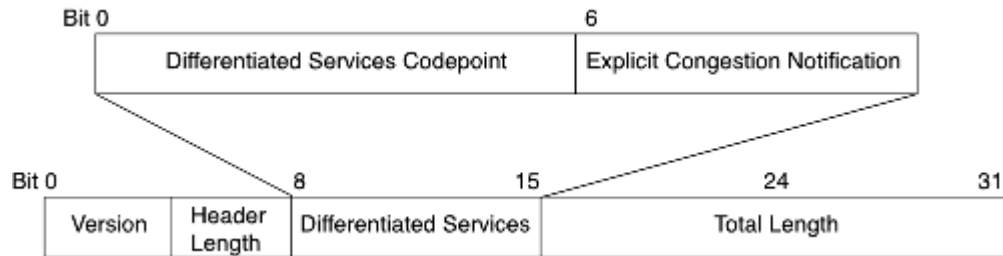 Bit 0 6
Differentiated Services Codepoint Explicit Congestion Notification
Bit 0 8 15 24 31
Version Header Length Differentiated Services Total Length